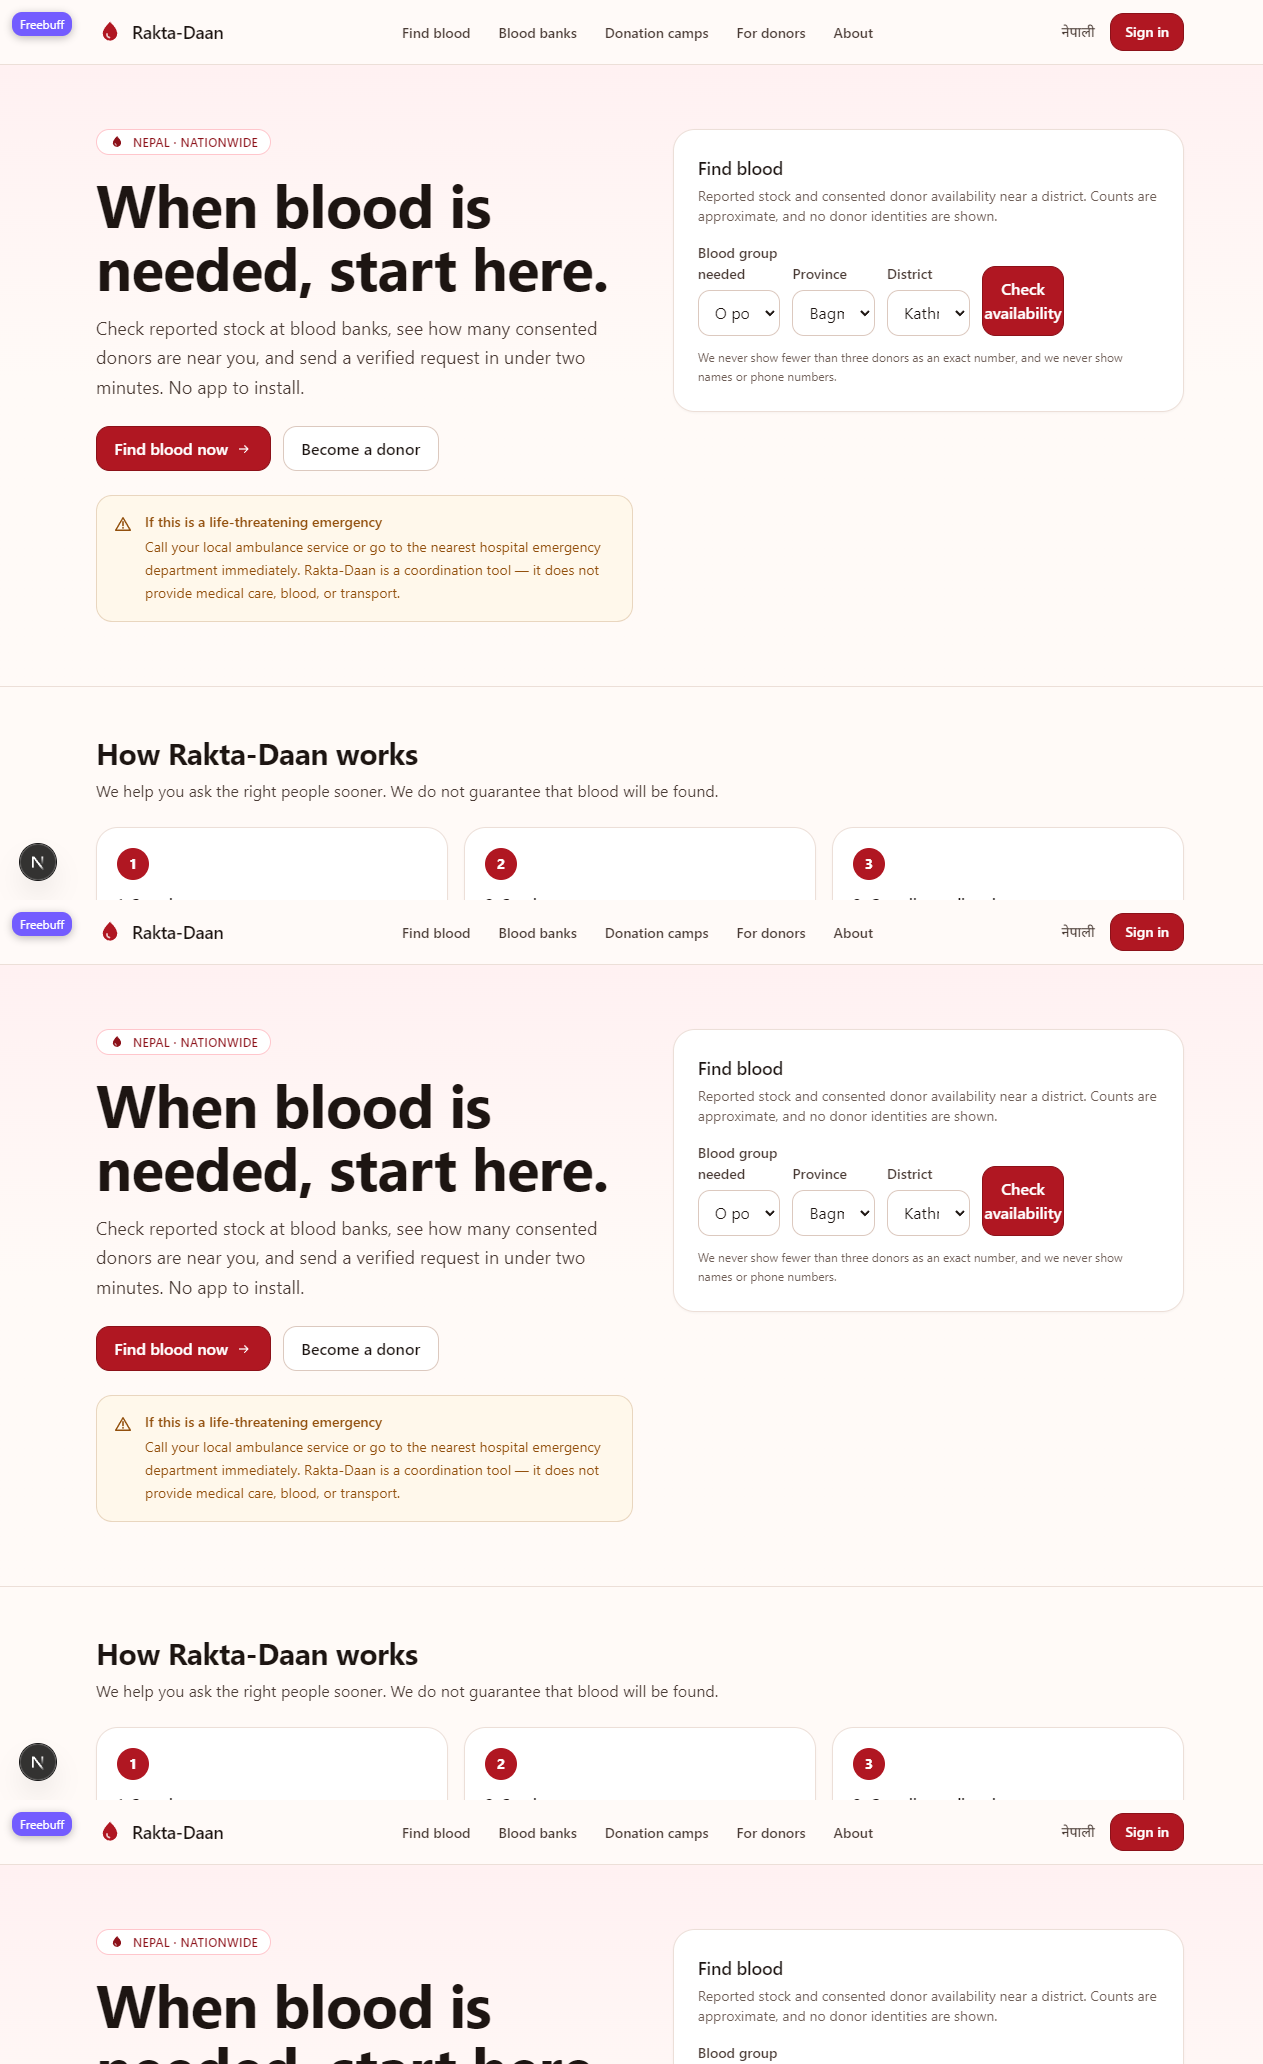 Freebuff
Rakta-Daan
Find blood
Blood banks
Donation camps
For donors
About
नेपाली
Sign in
NEPAL · NATIONWIDE
When blood is
needed, start here.
Check reported stock at blood banks, see how many consented
donors are near you, and send a verified request in under two
minutes. No app to install.
Find blood now →
Become a donor
If this is a life-threatening emergency
Call your local ambulance service or go to the nearest hospital emergency
department immediately. Rakta-Daan is a coordination tool — it does not
provide medical care, blood, or transport.
Find blood
Reported stock and consented donor availability near a district. Counts are
approximate, and no donor identities are shown.
Blood group
needed
Province
District
O po
Bagn
Kathr
Check
availability
We never show fewer than three donors as an exact number, and we never show
names or phone numbers.
How Rakta-Daan works
We help you ask the right people sooner. We do not guarantee that blood will be found.
1
2
3
N
Freebuff
Rakta-Daan
Find blood
Blood banks
Donation camps
For donors
About
नेपाली
Sign in
NEPAL · NATIONWIDE
When blood is
needed, start here.
Check reported stock at blood banks, see how many consented
donors are near you, and send a verified request in under two
minutes. No app to install.
Find blood now →
Become a donor
If this is a life-threatening emergency
Call your local ambulance service or go to the nearest hospital emergency
department immediately. Rakta-Daan is a coordination tool — it does not
provide medical care, blood, or transport.
Find blood
Reported stock and consented donor availability near a district. Counts are
approximate, and no donor identities are shown.
Blood group
needed
Province
District
O po
Bagn
Kathr
Check
availability
We never show fewer than three donors as an exact number, and we never show
names or phone numbers.
How Rakta-Daan works
We help you ask the right people sooner. We do not guarantee that blood will be found.
1
2
3
N
Freebuff
Rakta-Daan
Find blood
Blood banks
Donation camps
For donors
About
नेपाली
Sign in
NEPAL · NATIONWIDE
When blood is
needed, start here.
Find blood
Reported stock and consented donor availability near a district. Counts are
approximate, and no donor identities are shown.
Blood group